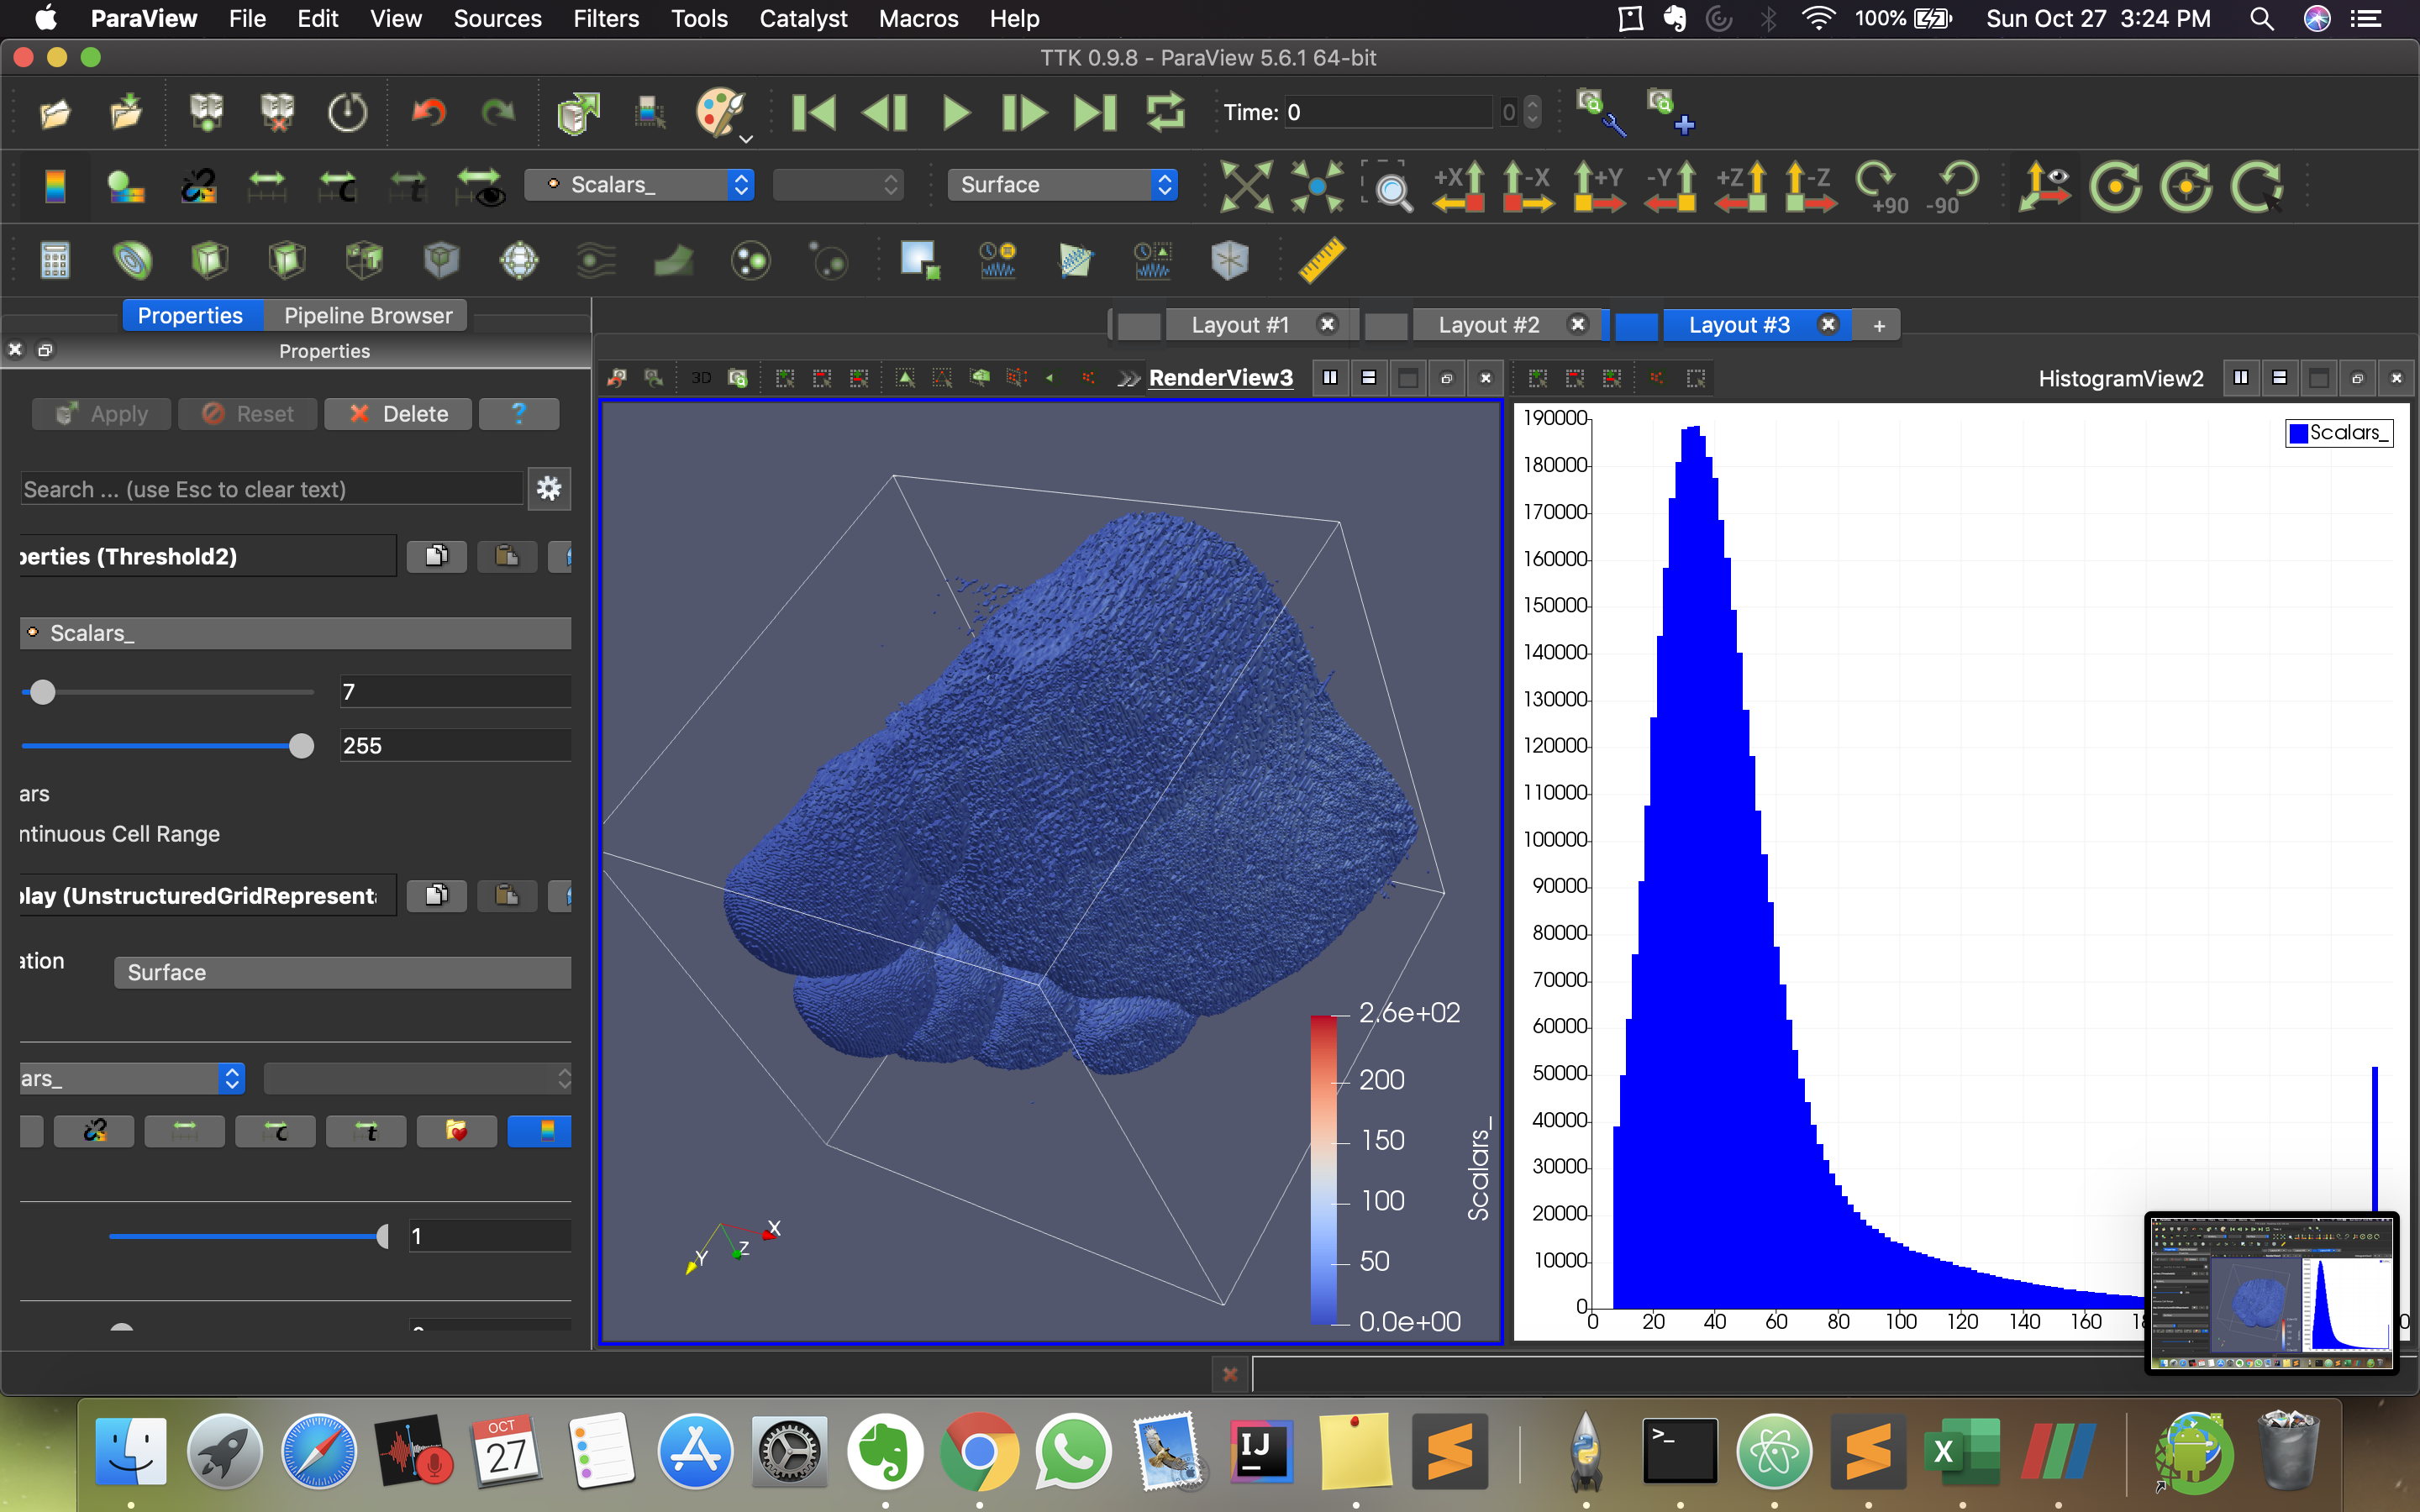 ParaView File Edit View Sources Filters Tools Catalyst Macros Help 100% Sun Oct 27 3:24 PM
TTK 0.9.8 - ParaView 5.6.1 64-bit
Time: 0 0
Scalars_ Surface +X -X +Y -Y +Z -Z +90 -90
Properties Pipeline Browser
Layout #1 Layout #2 Layout #3 +
Properties
3D RenderView3 HistogramView2
Apply Reset Delete ?
Search ... (use Esc to clear text)
perties (Threshold2)
Scalars_
7
255
ars
ntinuous Cell Range
play (UnstructuredGridRepresent
ation Surface
ars_
c t
1
2.6e+02
200
150
100
50
0.0e+00
Scalars_
X
Y
Z
Scalars_
190000
180000
170000
160000
150000
140000
130000
120000
110000
100000
90000
80000
70000
60000
50000
40000
30000
20000
10000
0
0 20 40 60 80 100 120 140 160
OCT
27
IJ
>_
X